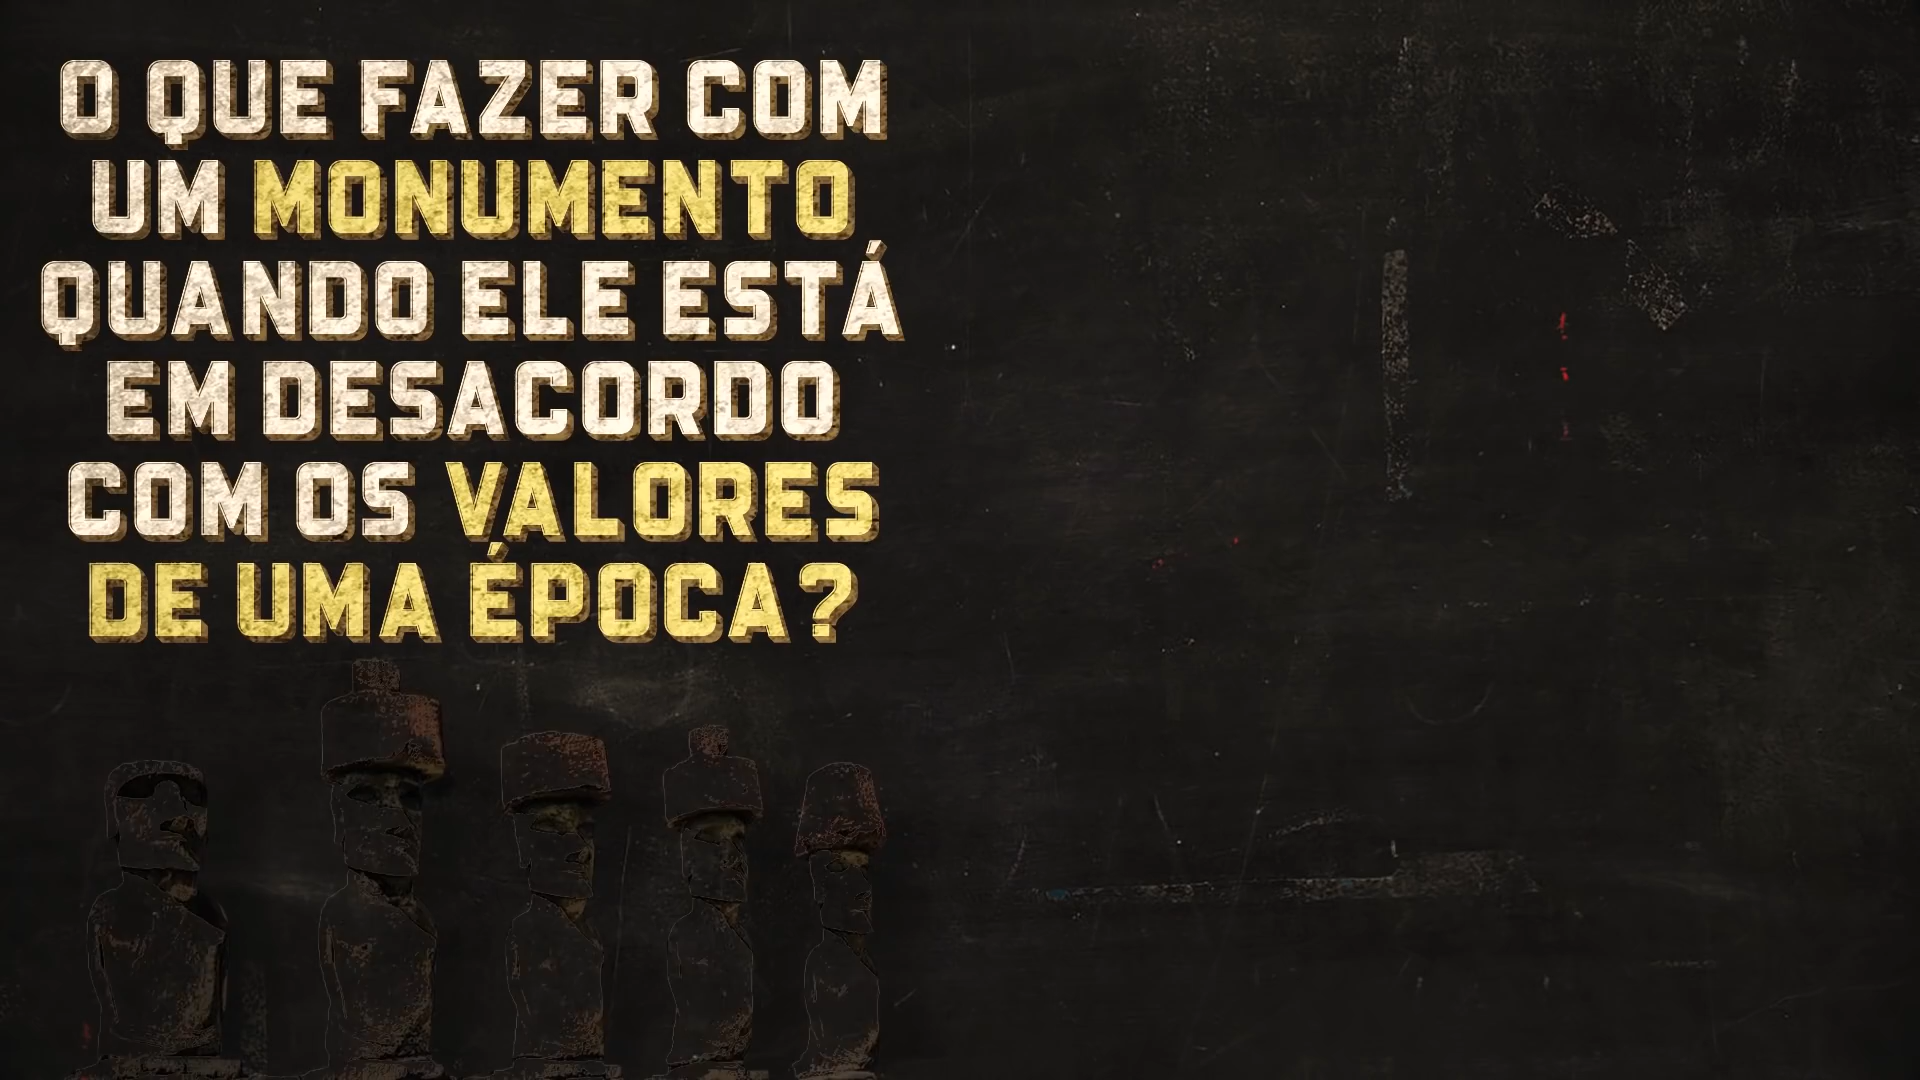 O QUE FAZER COM
UM MONUMENTO
QUANDO ELE ESTÁ
EM DESACORDO
COM OS VALORES
DE UMA ÉPOCA?